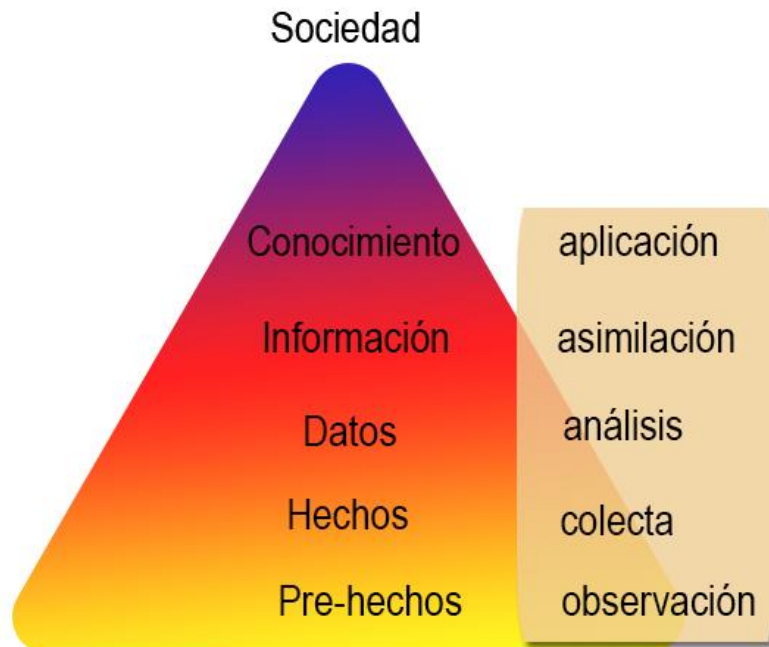 Sociedad
Conocimiento aplicación
Información asimilación
Datos análisis
Hechos colecta
Pre-hechos observación